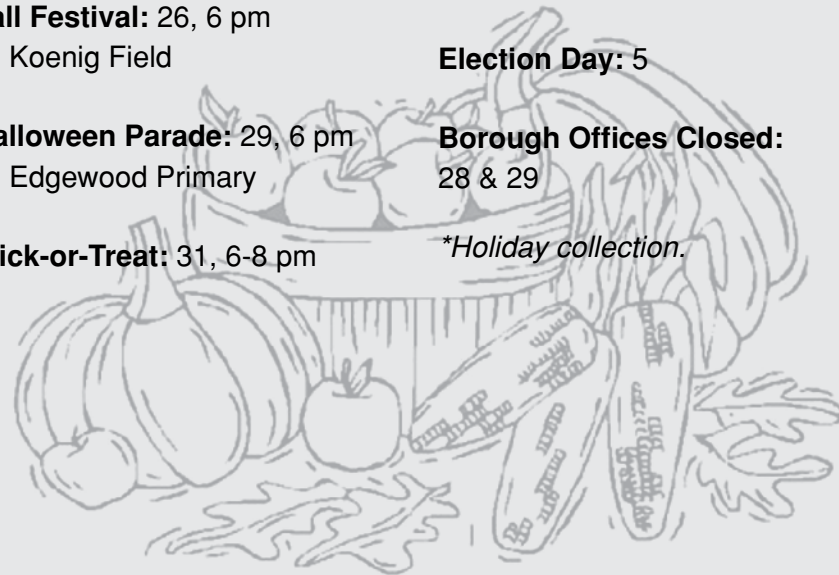 all Festival: 26, 6 pm
Koenig Field
alloween Parade: 29, 6 pm
Edgewood Primary
ick-or-Treat: 31, 6-8 pm
Election Day: 5
Borough Offices Closed:
28 & 29
*Holiday collection.